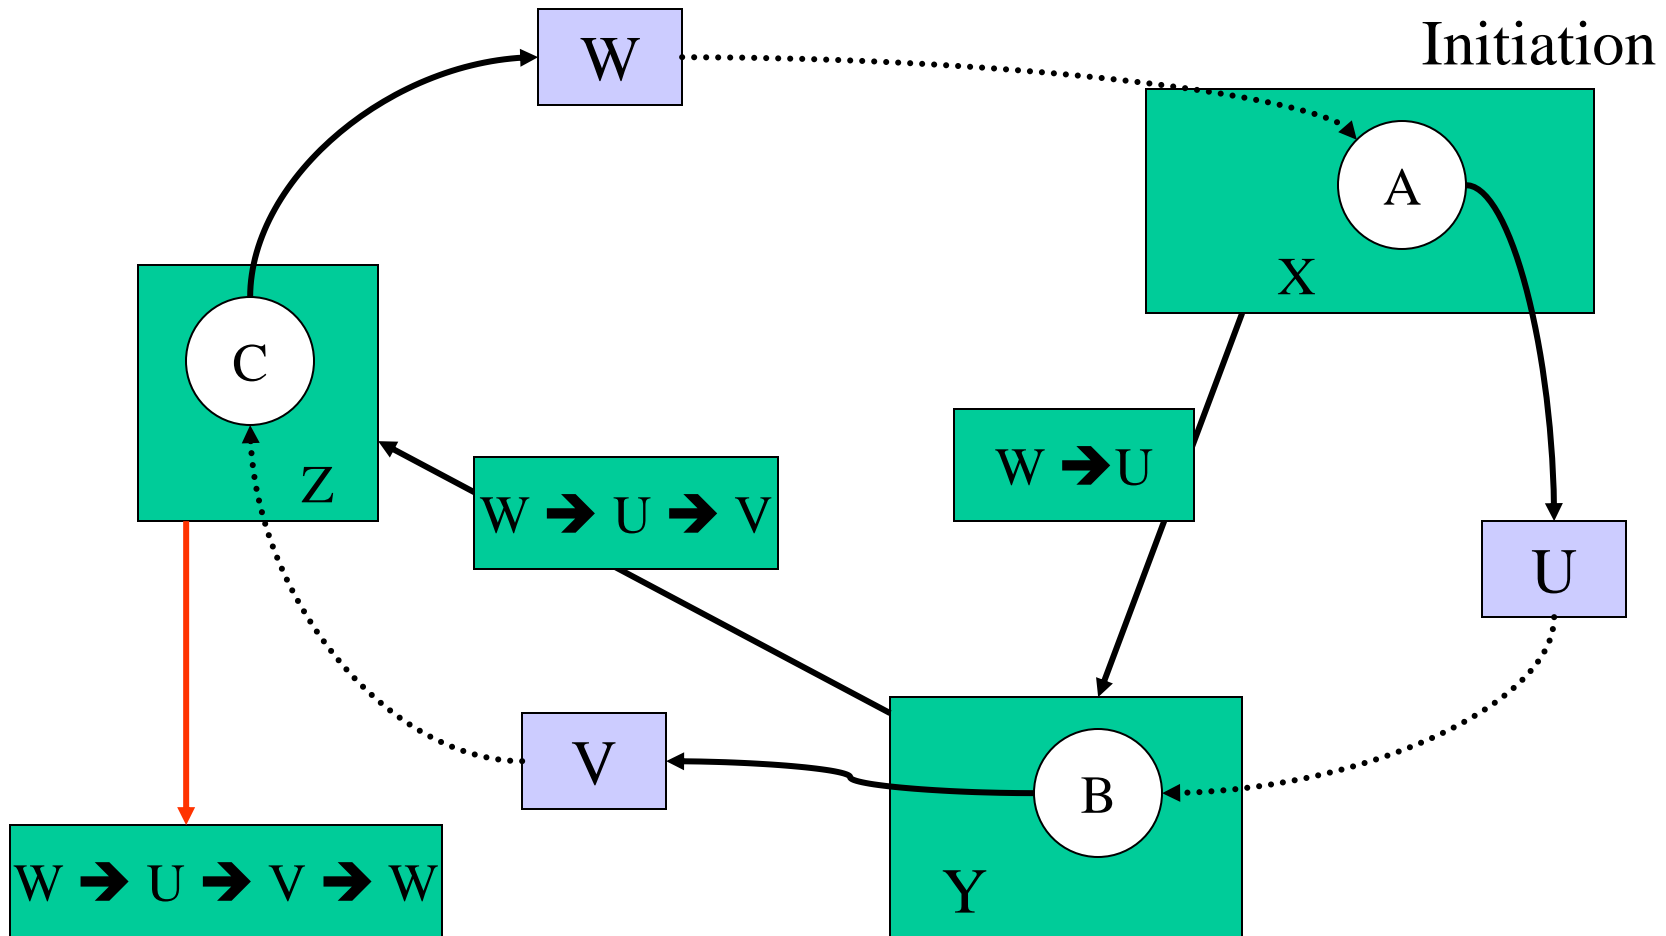 W
Initiation
A
X
C
Z
W ➔U
W ➔ U ➔ V
U
V
B
W ➔ U ➔ V ➔ W
Y